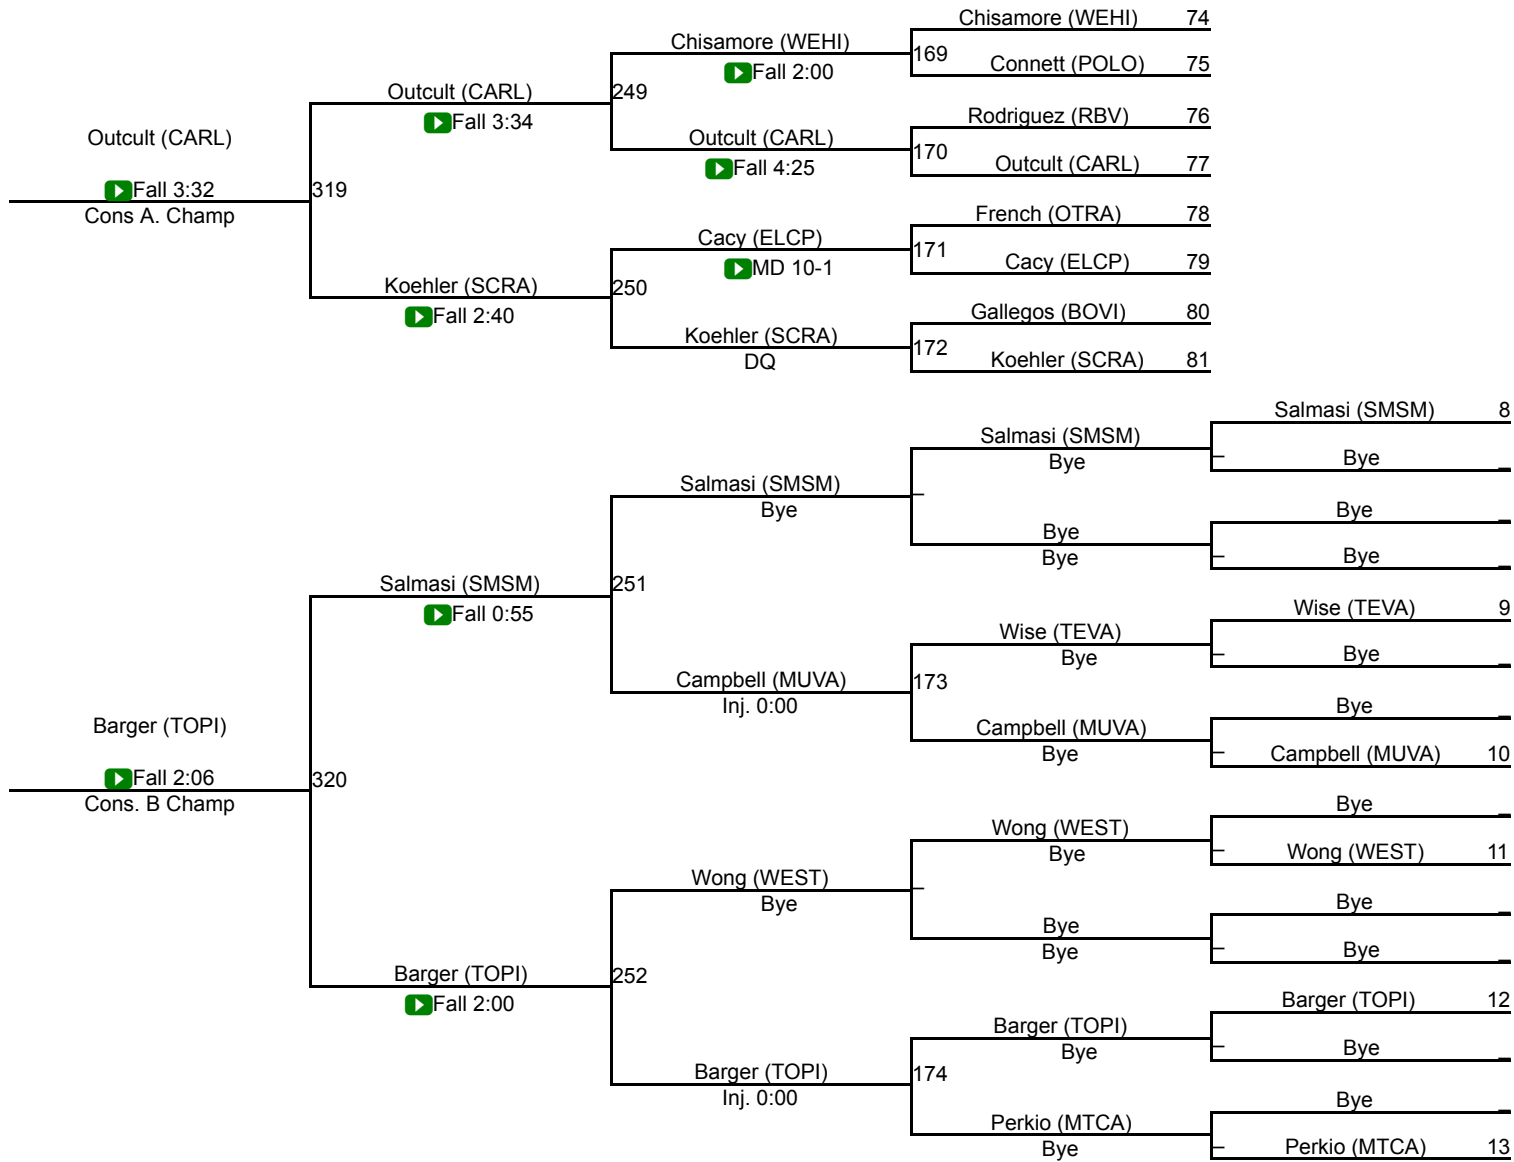 Chisamore (WEHI) 74
Chisamore (WEHI)
169
Connett (POLO) 75
Fall 2:00
Outcult (CARL)
249
Fall 3:34
Rodriguez (RBV) 76
Outcult (CARL)
Outcult (CARL)
170
Outcult (CARL) 77
Fall 4:25
Fall 3:32
319
Cons A. Champ
French (OTRA) 78
Cacy (ELCP)
171
Cacy (ELCP) 79
MD 10-1
Koehler (SCRA)
250
Fall 2:40
Gallegos (BOVI) 80
Koehler (SCRA)
172
Koehler (SCRA) 81
DQ
Salmasi (SMSM) 8
Salmasi (SMSM)
Bye
_ Bye _
Salmasi (SMSM)
_
Bye
Bye _
Bye
Bye
_ Bye _
Salmasi (SMSM)
251
Fall 0:55
Wise (TEVA) 9
Wise (TEVA)
Bye
_ Bye _
Campbell (MUVA)
173
Inj. 0:00
Bye _
Campbell (MUVA)
Bye
_ Campbell (MUVA) 10
Barger (TOPI)
Fall 2:06
320
Cons. B Champ
Bye _
Wong (WEST)
Bye
_ Wong (WEST) 11
Wong (WEST)
_
Bye
Bye _
Bye
Bye
_ Bye _
Barger (TOPI)
252
Fall 2:00
Barger (TOPI) 12
Barger (TOPI)
Bye
_ Bye _
Barger (TOPI)
174
Inj. 0:00
Bye _
Perkio (MTCA)
Bye
_ Perkio (MTCA) 13